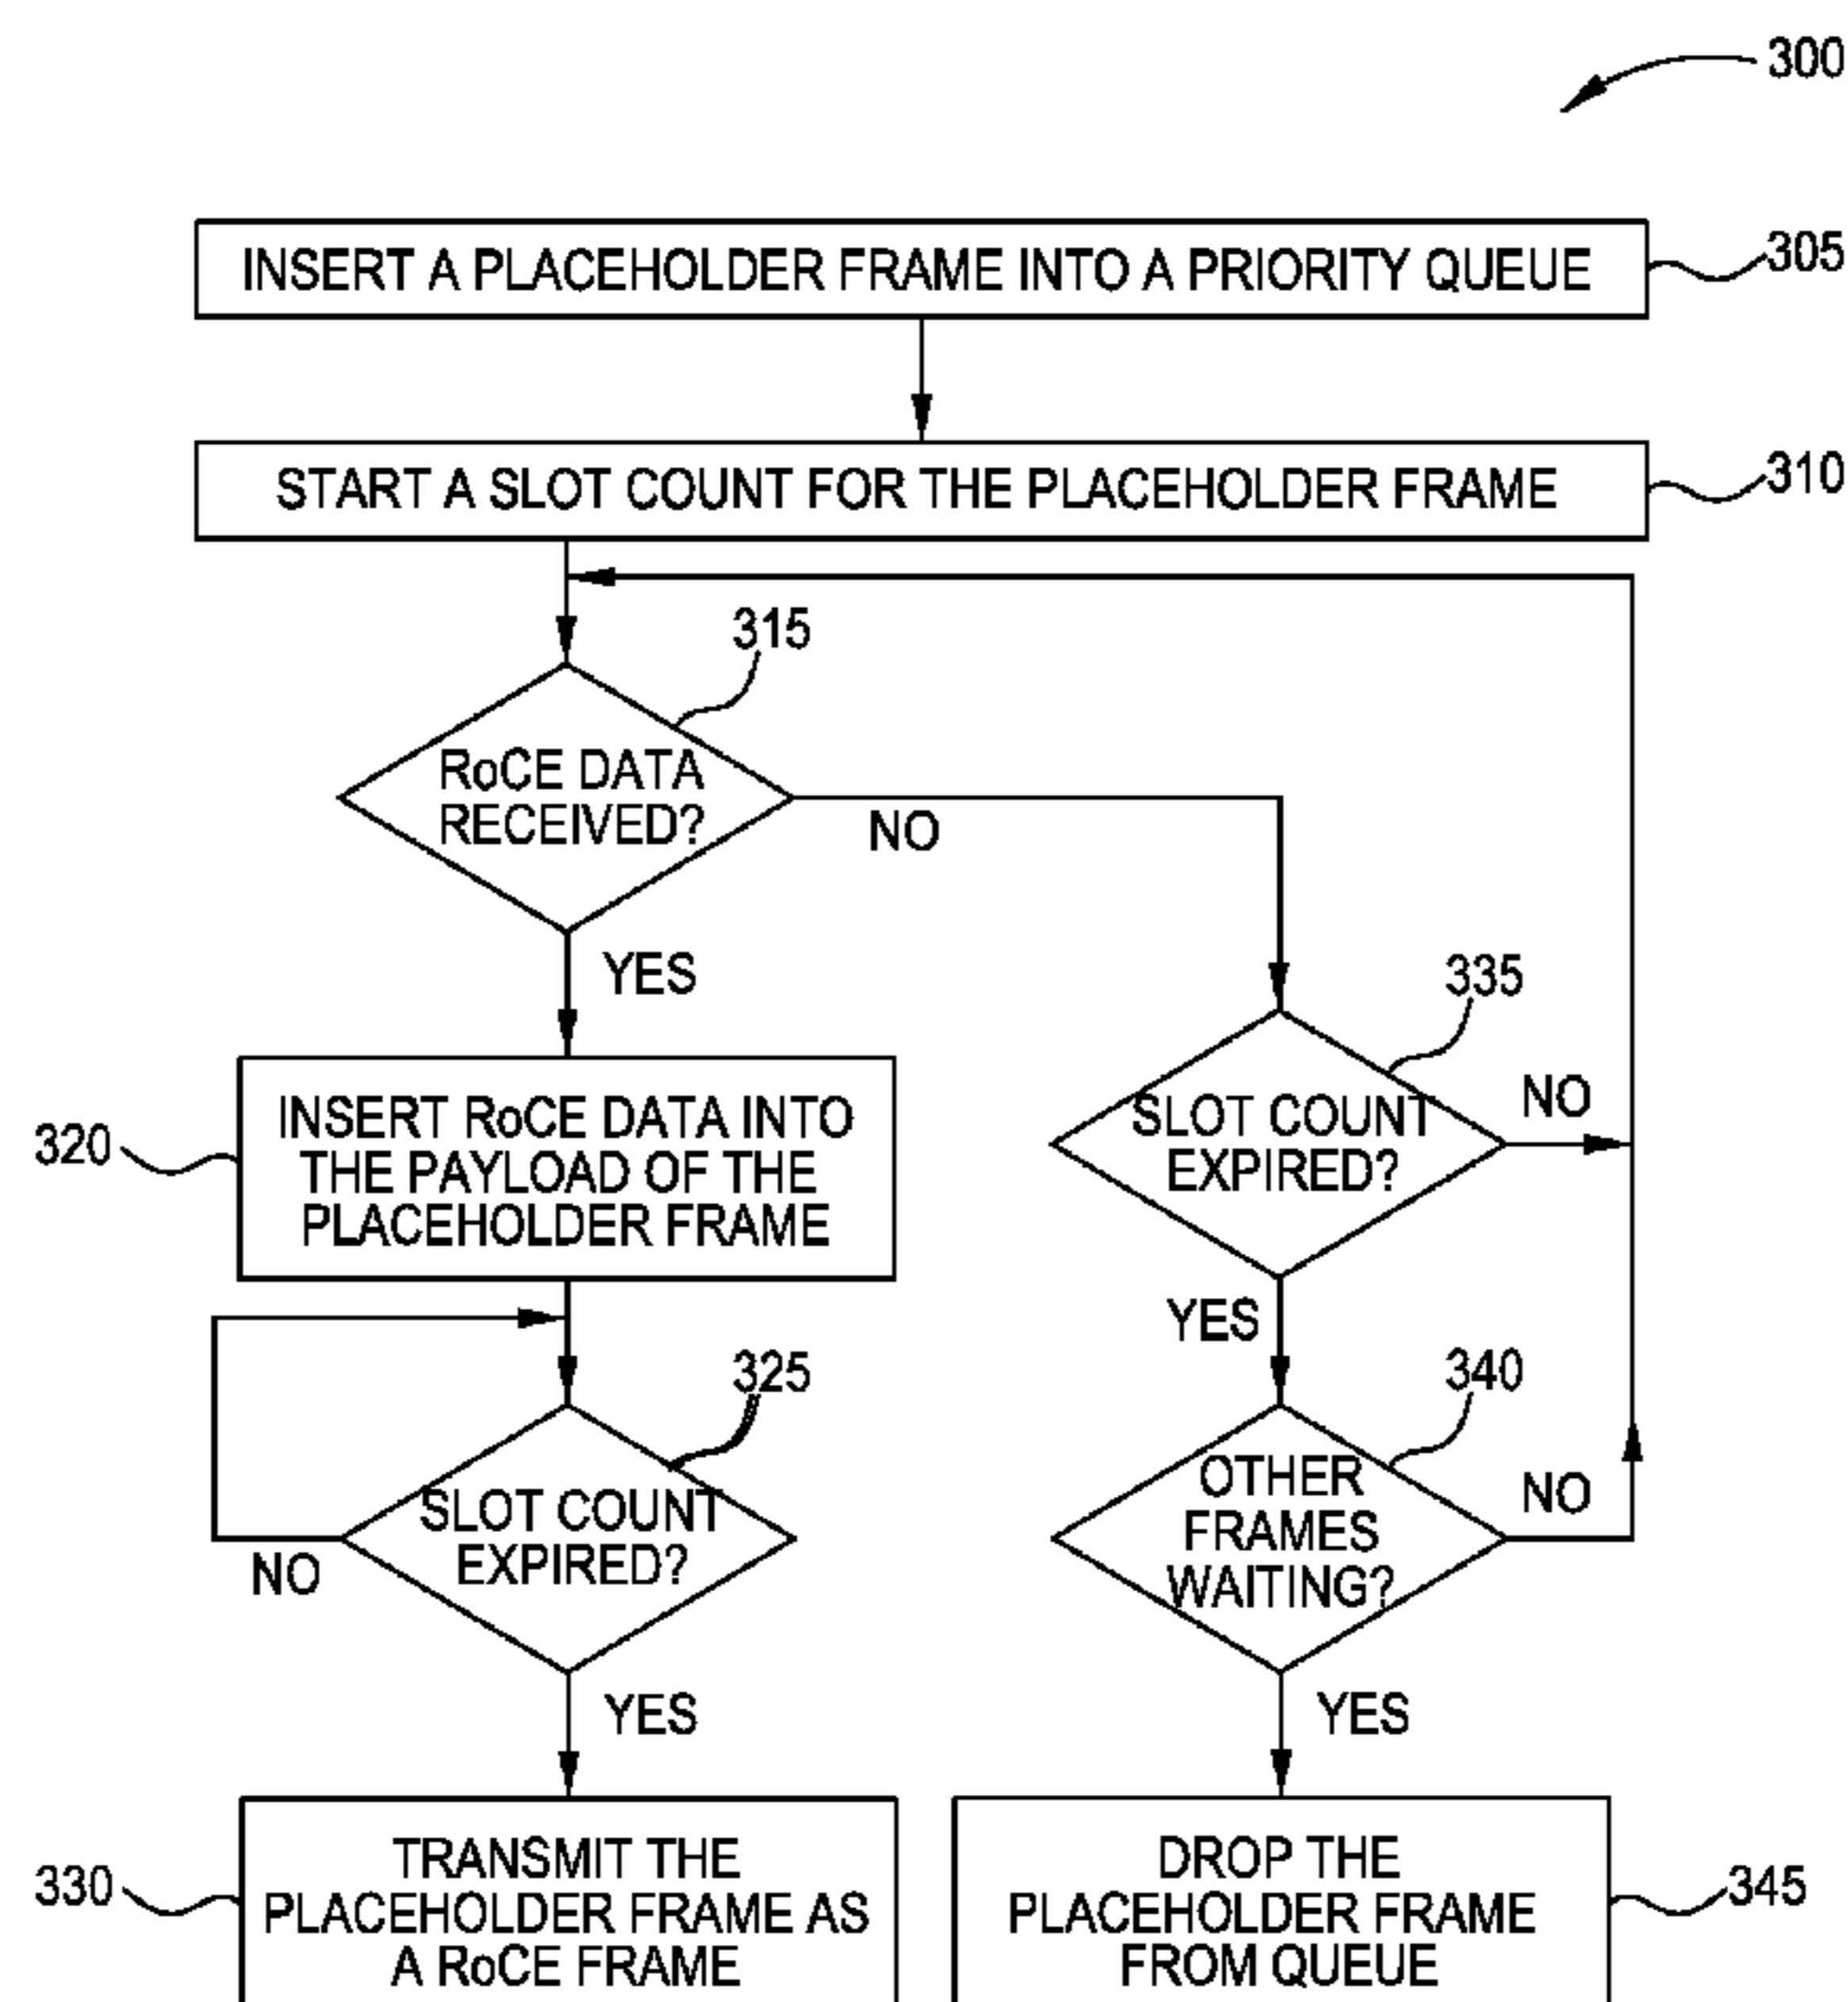 300
INSERT A PLACEHOLDER FRAME INTO A PRIORITY QUEUE
305
START A SLOT COUNT FOR THE PLACEHOLDER FRAME
310
315
RoCE DATA
RECEIVED?
NO
YES
335
SLOT COUNT
EXPIRED?
NO
320
INSERT RoCE DATA INTO
THE PAYLOAD OF THE
PLACEHOLDER FRAME
YES
325
SLOT COUNT
EXPIRED?
NO
340
OTHER
FRAMES
WAITING?
NO
YES
YES
330
TRANSMIT THE
PLACEHOLDER FRAME AS
A RoCE FRAME
DROP THE
PLACEHOLDER FRAME
FROM QUEUE
345